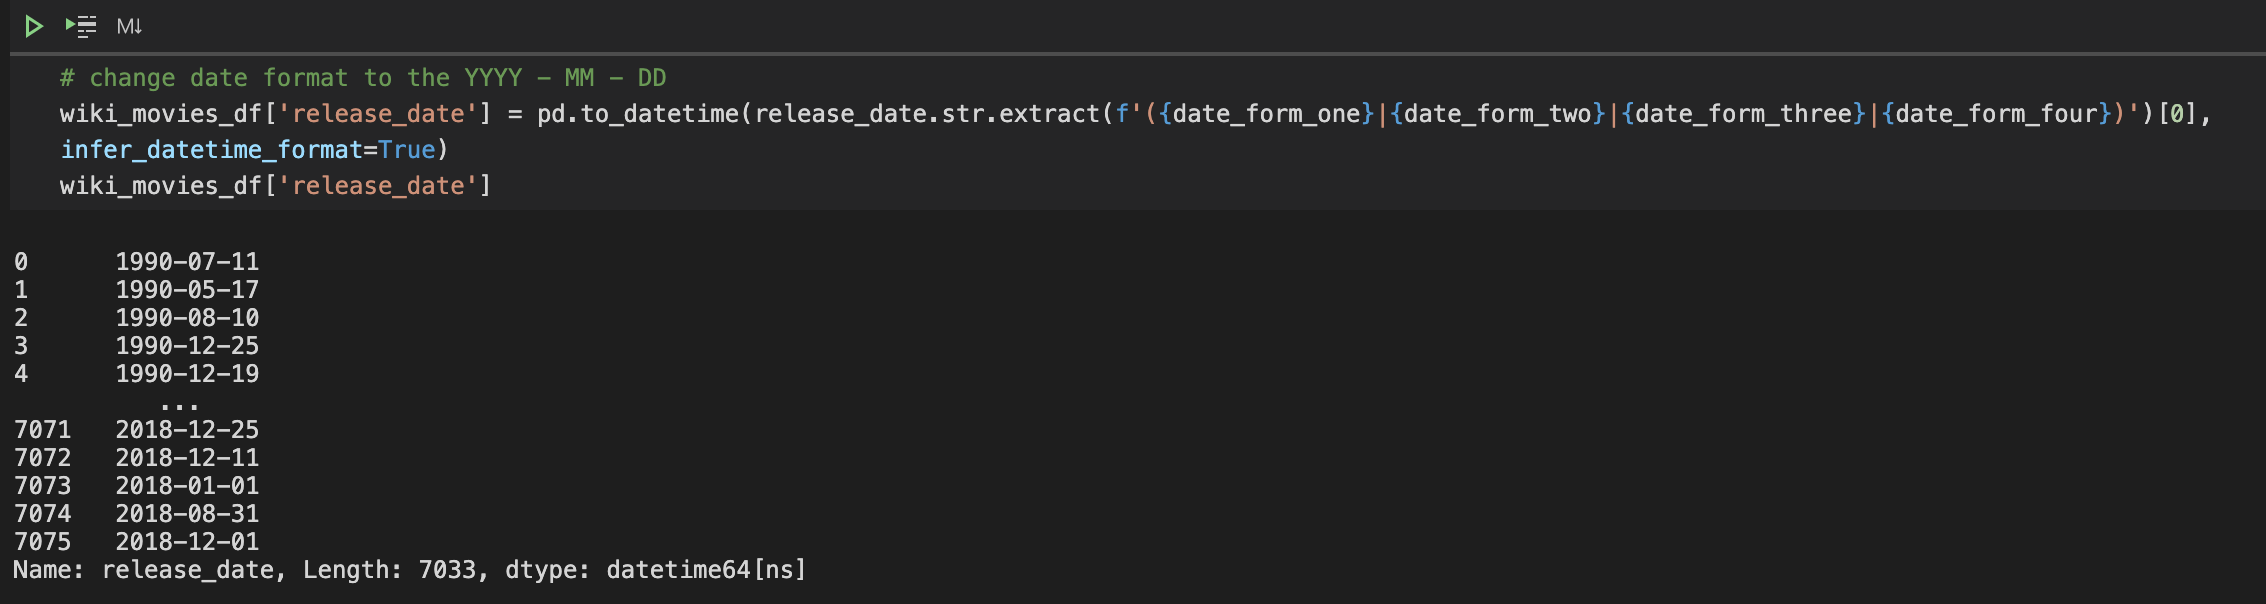 M↓
# change date format to the YYYY - MM - DD
wiki_movies_df['release_date'] = pd.to_datetime(release_date.str.extract(f'({date_form_one}|{date_form_two}|{date_form_three}|{date_form_four})')[0],
infer_datetime_format=True)
wiki_movies_df['release_date']
0      1990-07-11
1      1990-05-17
2      1990-08-10
3      1990-12-25
4      1990-12-19
...
7071   2018-12-25
7072   2018-12-11
7073   2018-01-01
7074   2018-08-31
7075   2018-12-01
Name: release_date, Length: 7033, dtype: datetime64[ns]